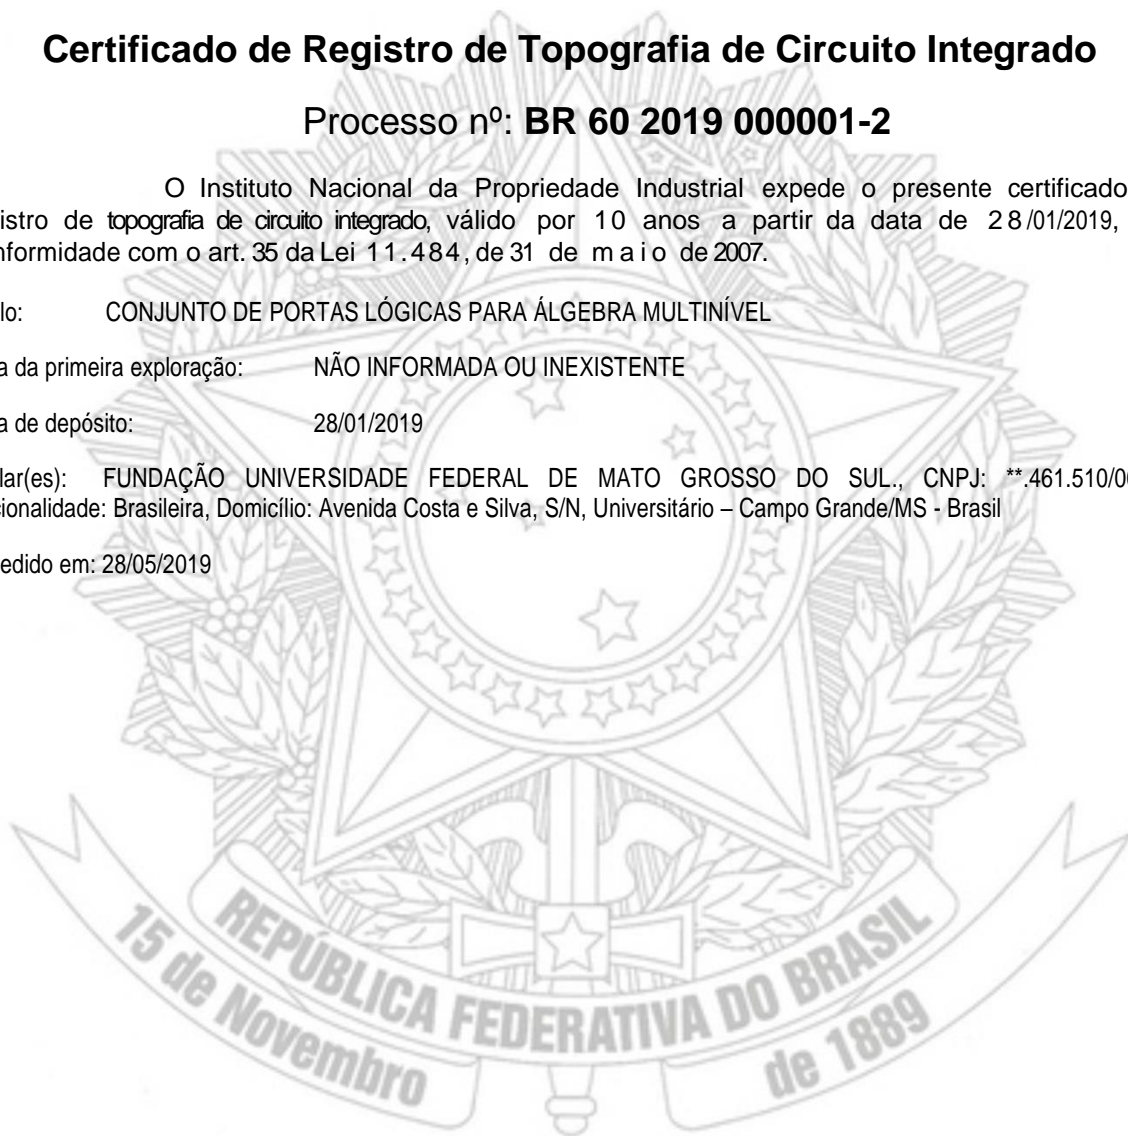 Certificado de Registro de Topografia de Circuito Integrado
Processo nº: BR 60 2019 000001-2
O Instituto Nacional da Propriedade Industrial expede o presente certificado
istro de topografia de circuito integrado, válido por 10 anos a partir da data de 28/01/2019,
nformidade com o art. 35 da Lei 11.484, de 31 de maio de 2007.
lo: CONJUNTO DE PORTAS LÓGICAS PARA ÁLGEBRA MULTINÍVEL
a da primeira exploração: NÃO INFORMADA OU INEXISTENTE
a de depósito: 28/01/2019
lar(es): FUNDAÇÃO UNIVERSIDADE FEDERAL DE MATO GROSSO DO SUL., CNPJ: **.461.510/00
cionalidade: Brasileira, Domicílio: Avenida Costa e Silva, S/N, Universitário – Campo Grande/MS - Brasil
edido em: 28/05/2019
REPÚBLICA FEDERATIVA DO BRASIL
15 de Novembro de 1889